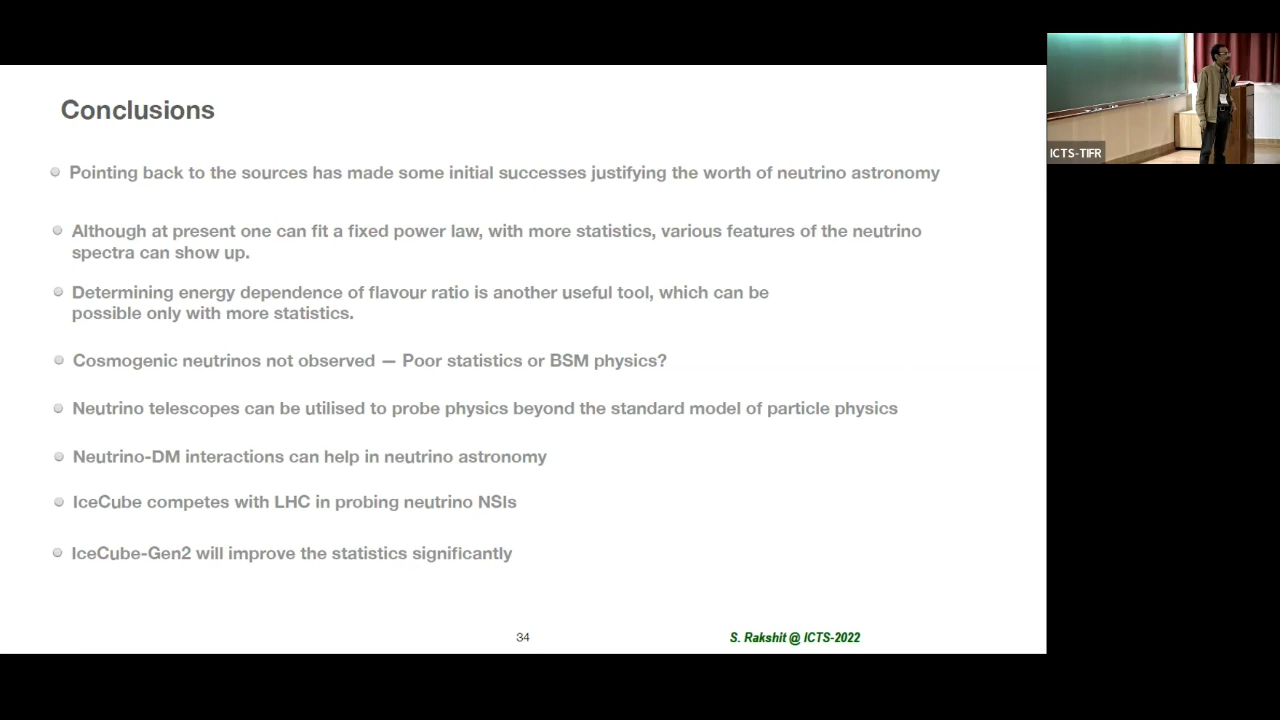 Conclusions
Pointing back to the sources has made some initial successes justifying the worth of neutrino astronomy
Although at present one can fit a fixed power law, with more statistics, various features of the neutrino
spectra can show up.
Determining energy dependence of flavour ratio is another useful tool, which can be
possible only with more statistics.
Cosmogenic neutrinos not observed — Poor statistics or BSM physics?
Neutrino telescopes can be utilised to probe physics beyond the standard model of particle physics
Neutrino-DM interactions can help in neutrino astronomy
IceCube competes with LHC in probing neutrino NSIs
IceCube-Gen2 will improve the statistics significantly
34
S. Rakshit @ ICTS-2022
ICTS-TIFR